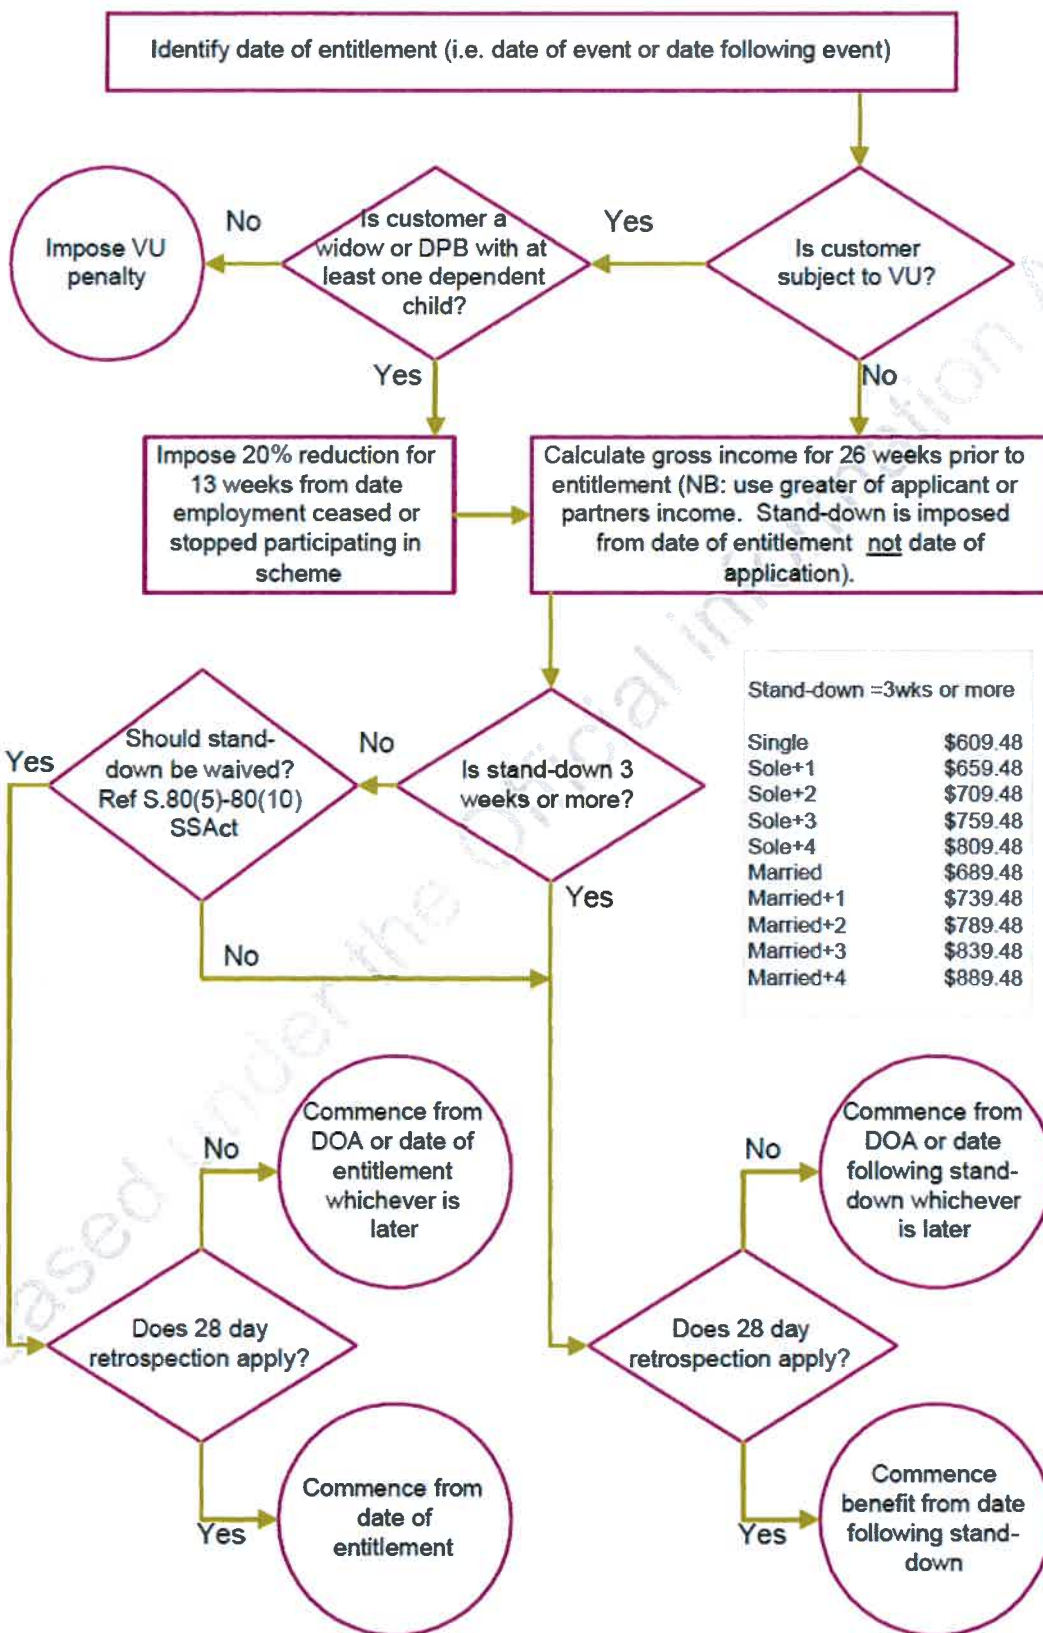 Identify date of entitlement (i.e. date of event or date following event)
Impose VU
penalty
No
Is customer a
widow or DPB with at
least one dependent
child?
Yes
Is customer
subject to VU?
Yes
No
Impose 20% reduction for
13 weeks from date
employment ceased or
stopped participating in
scheme
Calculate gross income for 26 weeks prior to
entitlement (NB: use greater of applicant or
partners income. Stand-down is imposed
from date of entitlement not date of
application).
Yes
Should stand-
down be waived?
Ref S.80(5)-80(10)
SSAct
No
Is stand-down 3
weeks or more?
Yes
No
Stand-down =3wks or more
Single $609.48
Sole+1 $659.48
Sole+2 $709.48
Sole+3 $759.48
Sole+4 $809.48
Married $689.48
Married+1 $739.48
Married+2 $789.48
Married+3 $839.48
Married+4 $889.48
No
Commence from
DOA or date of
entitlement
whichever is
later
No
Commence from
DOA or date
following stand-
down whichever
is later
Does 28 day
retrospection apply?
Does 28 day
retrospection apply?
Yes
Commence from
date of
entitlement
Yes
Commence
benefit from date
following stand-
down
under the Official Information